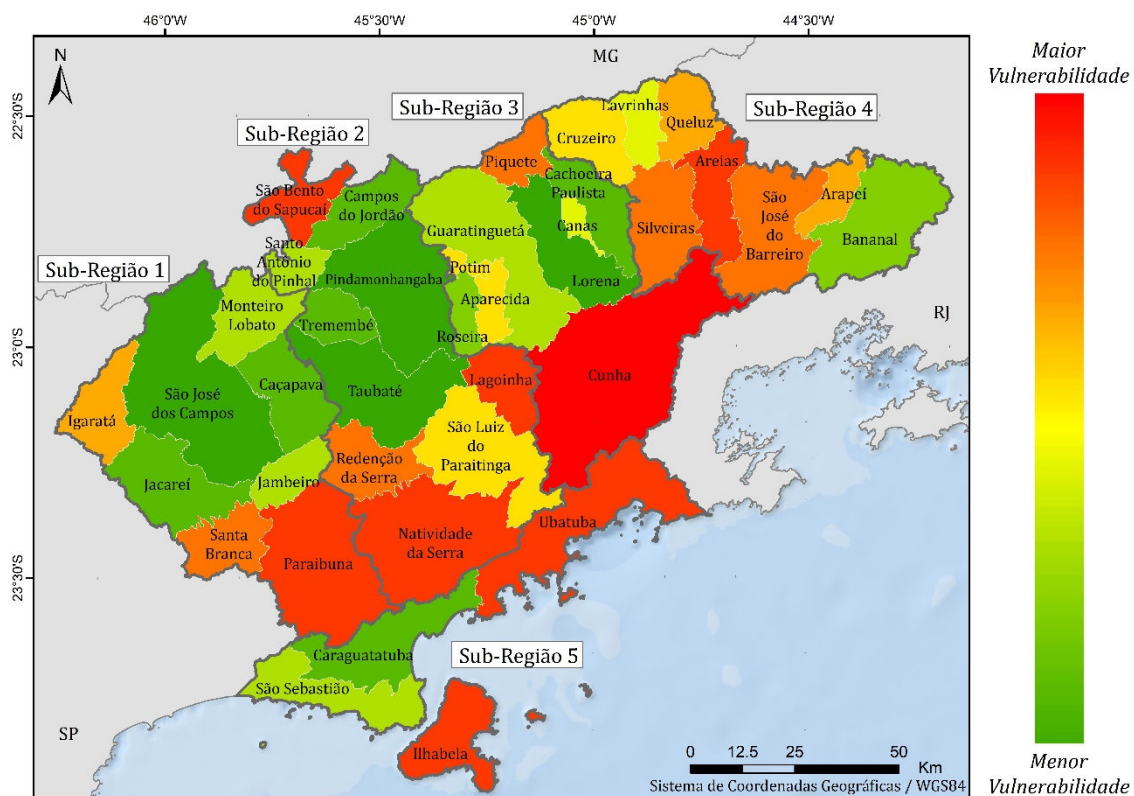 46°0'W
45°30'W
45°0'W
44°30'W
N
MG
22°30'S
23°0'S
23°30'S
Sub-Região 3
Sub-Região 4
Sub-Região 2
Sub-Região 1
Sub-Região 5
Lavrinhas
Queluz
Cruzeiro
Piquete
Areias
Cachoeira
Paulista
São Bento
do Sapucaí
Campos
do Jordão
São
José
do
Barreiro
Arapeí
Bananal
Silveiras
Canas
Guaratinguetá
Santo
Antônio
do Pinhal
Potim
Pindamonhangaba
Lorena
Aparecida
Monteiro
Lobato
Tremembé
Roseira
RJ
Lagoinha
Cunha
Caçapava
Taubaté
São José
dos Campos
Igaratá
São Luiz
do
Paraitinga
Redenção
da Serra
Jacareí
Jambeiro
Ubatuba
Santa
Branca
Natividade
da Serra
Paraibuna
Caraguatatuba
São Sebastião
SP
Ilhabela
0 12.5 25 50
Km
Sistema de Coordenadas Geográficas / WGS84
Maior
Vulnerabilidade
Menor
Vulnerabilidade